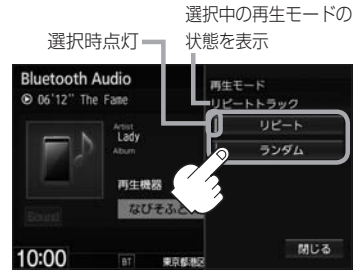 選択中の再生モードの
選択時点灯
状態を表示
Bluetooth Audio
06'12" The Fame
Artist
Lady
Album
再生機器
なびそふと
Sound
10:00
BT
東京都港区
再生モード
リピートトラック
リピート
ランダム
閉じる